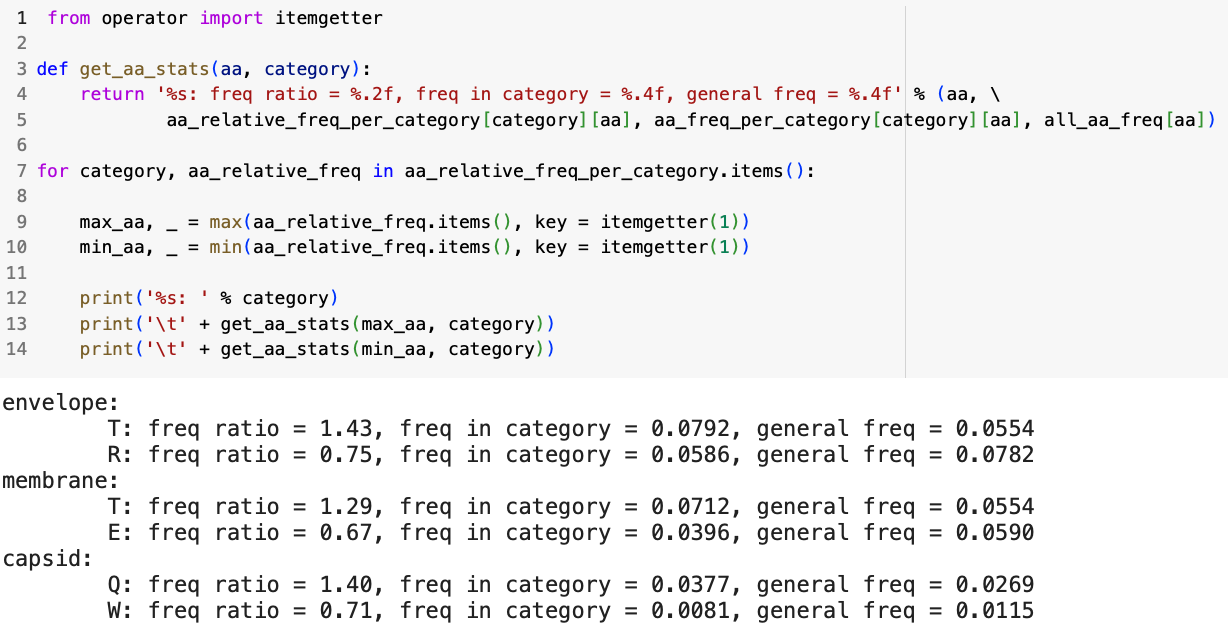 1 from operator import itemgetter
2
3 def get_aa_stats(aa, category):
4     return '%s: freq ratio = %.2f, freq in category = %.4f, general freq = %.4f' % (aa, \
5             aa_relative_freq_per_category[category][aa], aa_freq_per_category[category][aa], all_aa_freq[aa])
6
7 for category, aa_relative_freq in aa_relative_freq_per_category.items():
8
9     max_aa, _ = max(aa_relative_freq.items(), key = itemgetter(1))
10     min_aa, _ = min(aa_relative_freq.items(), key = itemgetter(1))
11
12     print('%s: ' % category)
13     print('\t' + get_aa_stats(max_aa, category))
14     print('\t' + get_aa_stats(min_aa, category))
envelope:
        T: freq ratio = 1.43, freq in category = 0.0792, general freq = 0.0554
        R: freq ratio = 0.75, freq in category = 0.0586, general freq = 0.0782
membrane:
        T: freq ratio = 1.29, freq in category = 0.0712, general freq = 0.0554
        E: freq ratio = 0.67, freq in category = 0.0396, general freq = 0.0590
capsid:
        Q: freq ratio = 1.40, freq in category = 0.0377, general freq = 0.0269
        W: freq ratio = 0.71, freq in category = 0.0081, general freq = 0.0115